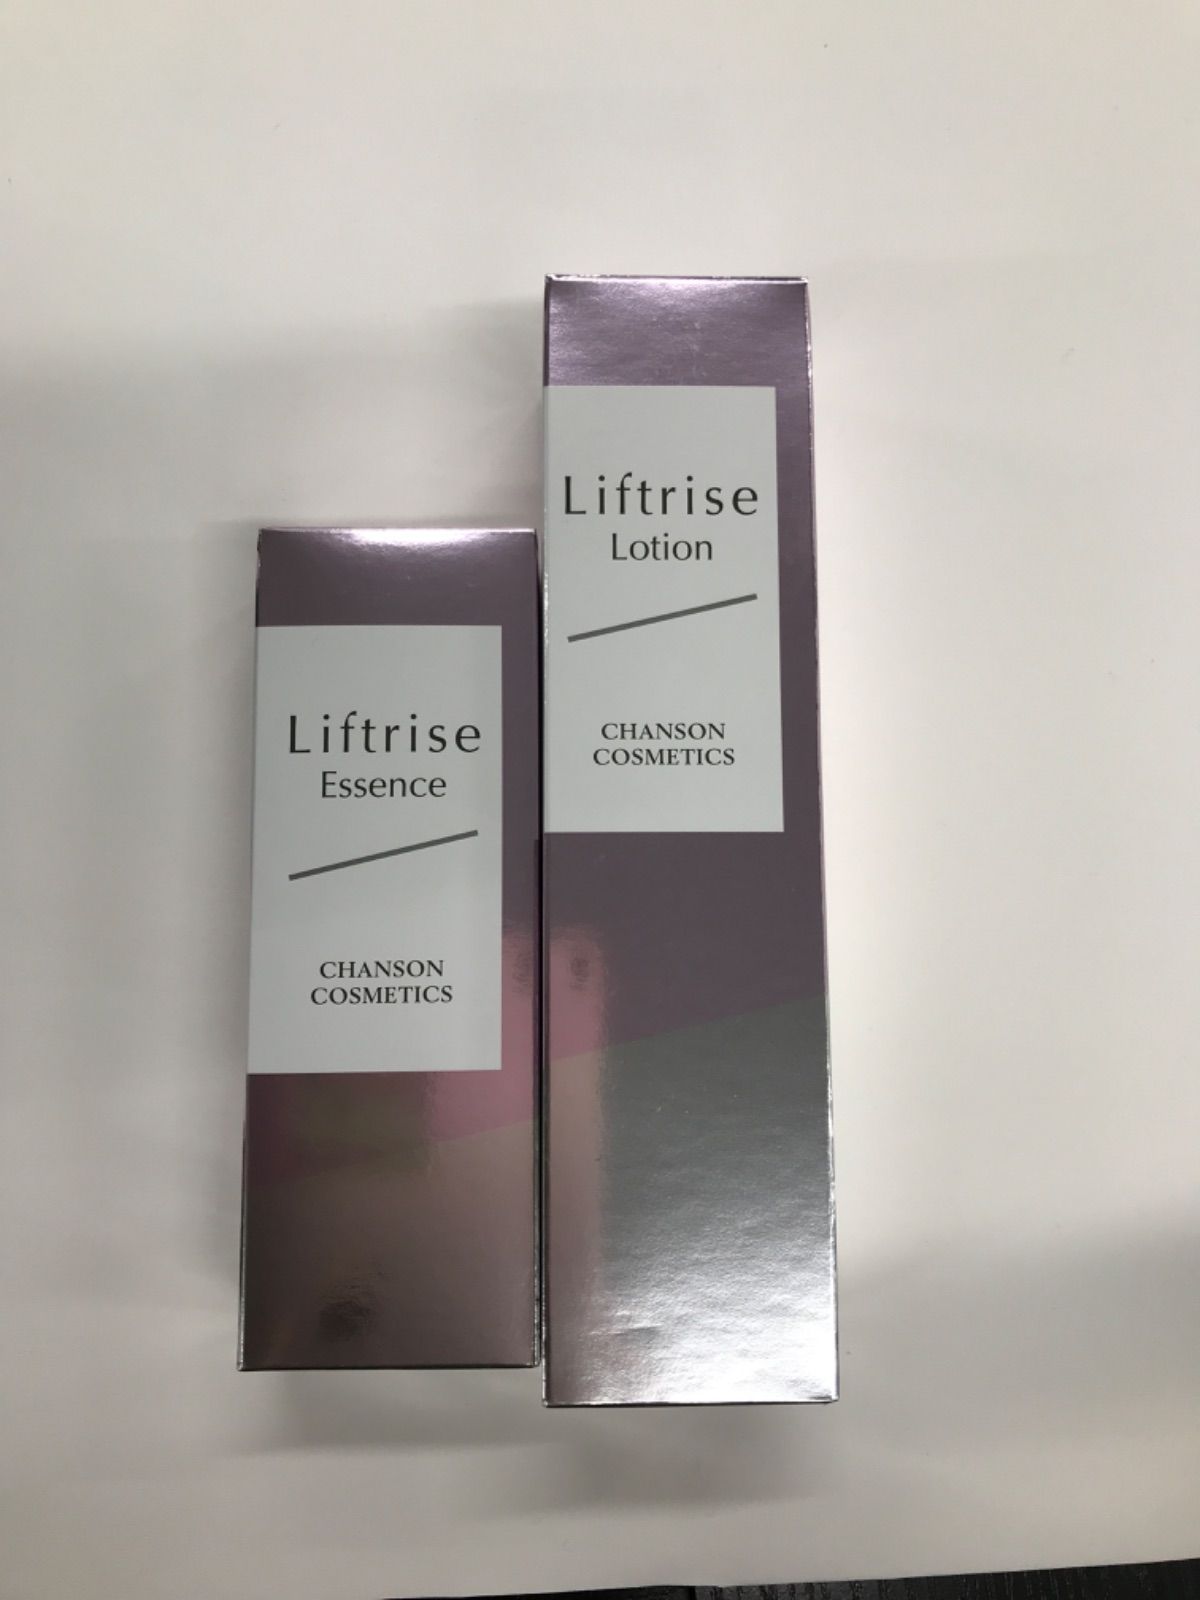 Liftrise
Essence
CHANSON
COSMETICS
Liftrise
Lotion
CHANSON
COSMETICS